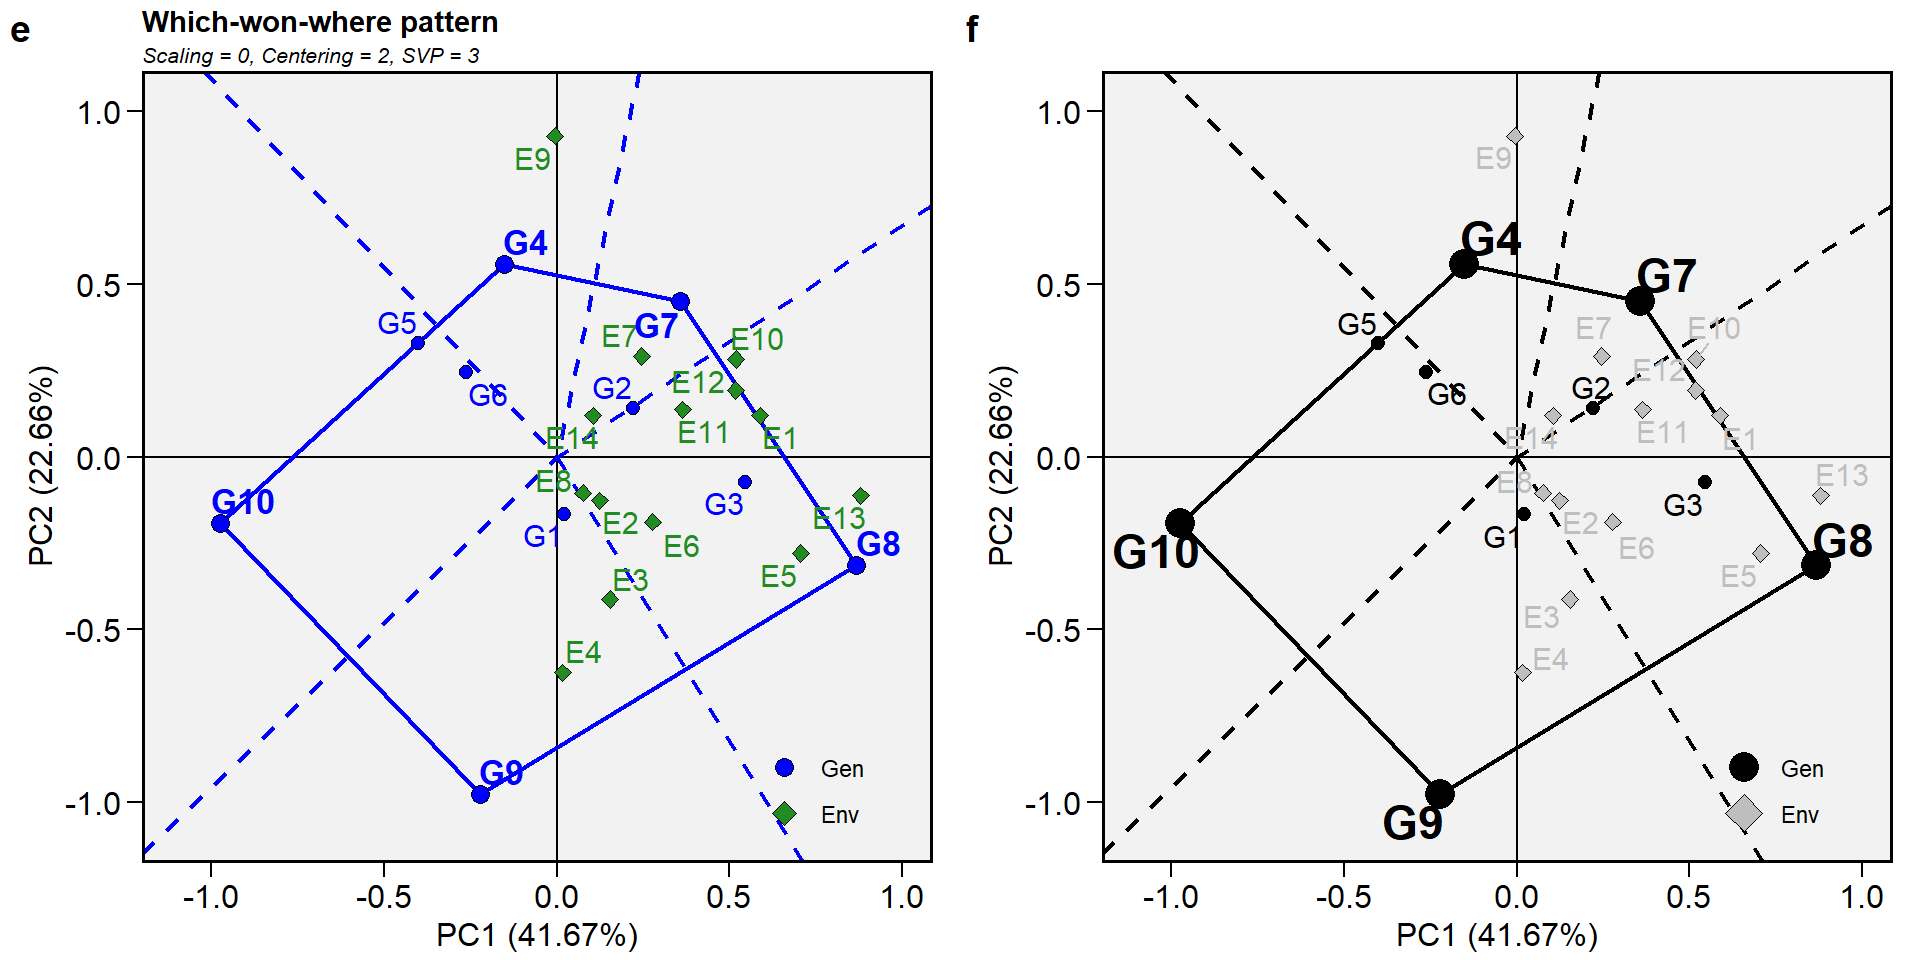 e
Which-won-where pattern
Scaling = 0, Centering = 2, SVP = 3
1.0
0.5
0.0
-0.5
-1.0
PC2 (22.66%)
E9
G4
G5
G7
E7
E10
G6
G2
E12
E14
E11
E1
E8
G10
G3
E13
G1
E2
E6
G8
E5
E3
E4
G9
Gen
Env
-1.0
-0.5
0.0
0.5
1.0
PC1 (41.67%)
f
1.0
0.5
0.0
-0.5
-1.0
PC2 (22.66%)
E9
G4
G7
G5
E7
E10
E12
G6
G2
E14
E11
E1
E8
E13
G3
G1
E2
E6
G8
G10
E5
E3
E4
G9
Gen
Env
-1.0
-0.5
0.0
0.5
1.0
PC1 (41.67%)